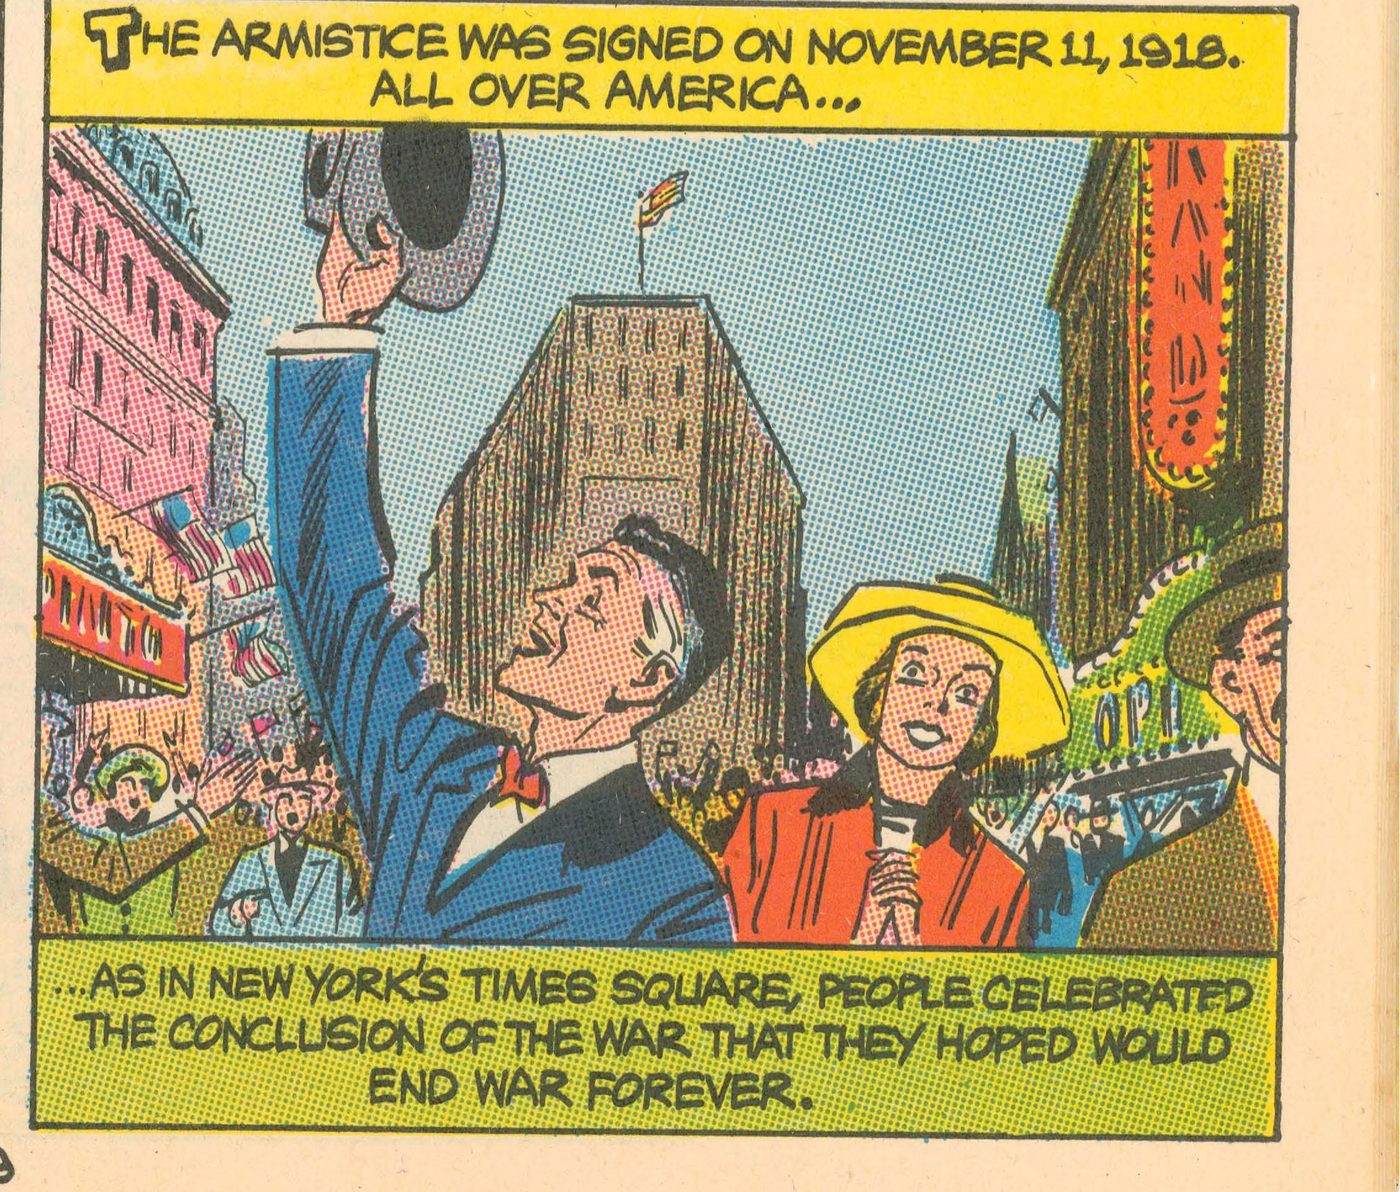 THE ARMISTICE WAS SIGNED ON NOVEMBER 11, 1918.
ALL OVER AMERICA...
...AS IN NEW YORK'S TIMES SQUARE, PEOPLE CELEBRATED
THE CONCLUSION OF THE WAR THAT THEY HOPED WOULD
END WAR FOREVER.